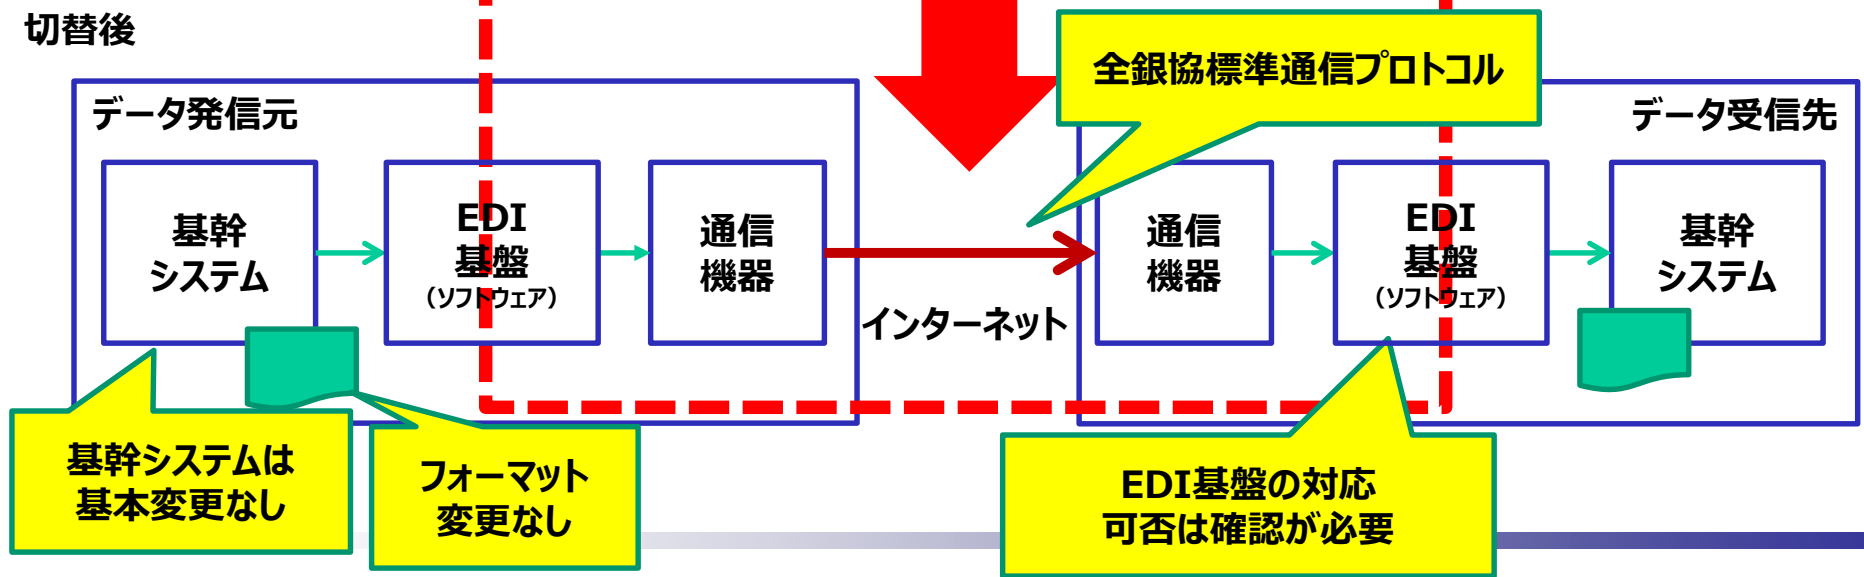 切替後
全銀協標準通信プロトコル
データ発信元
データ受信先
基幹
システム
EDI
基盤
（ソフトウェア）
通信
機器
インターネット
通信
機器
EDI
基盤
（ソフトウェア）
基幹
システム
基幹システムは
基本変更なし
フォーマット
変更なし
EDI基盤の対応
可否は確認が必要